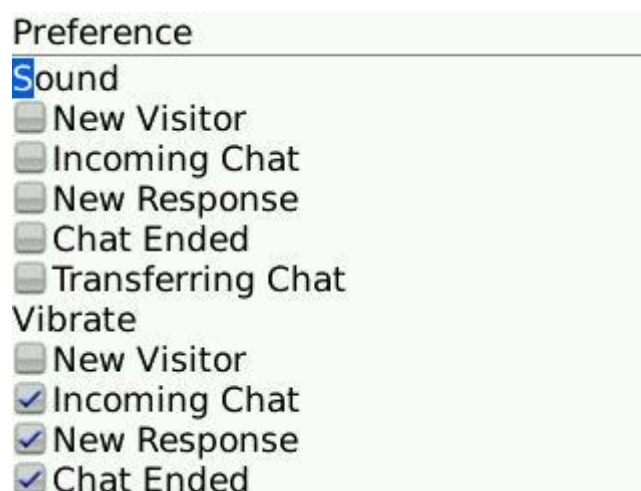 Preference
Sound
New Visitor
Incoming Chat
New Response
Chat Ended
Transferring Chat
Vibrate
New Visitor
Incoming Chat
New Response
Chat Ended